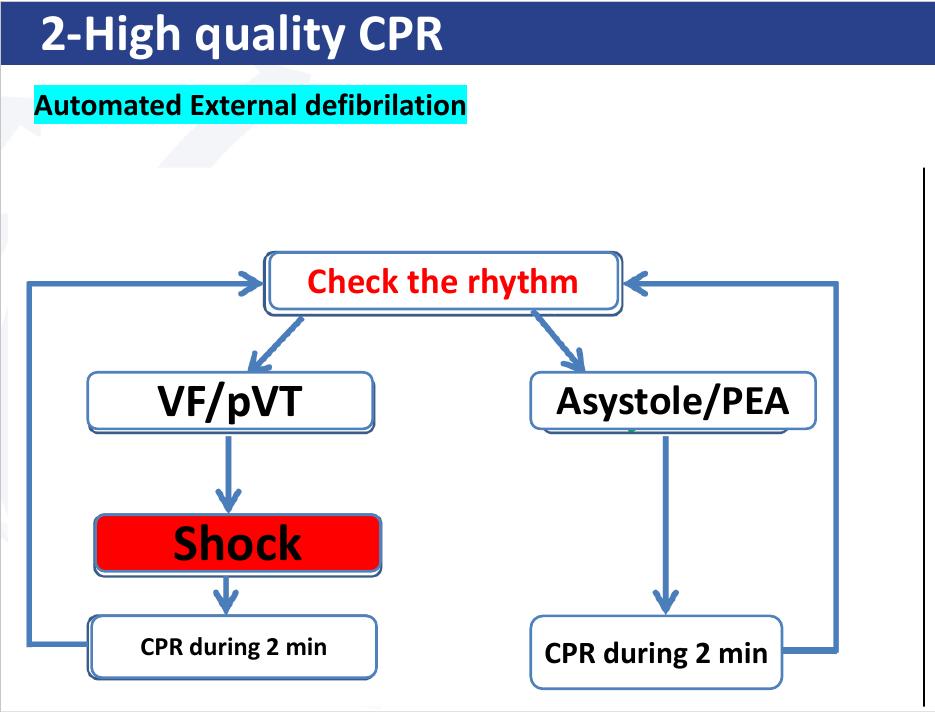 2-High quality CPR
Automated External defibrilation
Check the rhythm
VF/pVT
Asystole/PEA
Shock
CPR during 2 min
CPR during 2 min